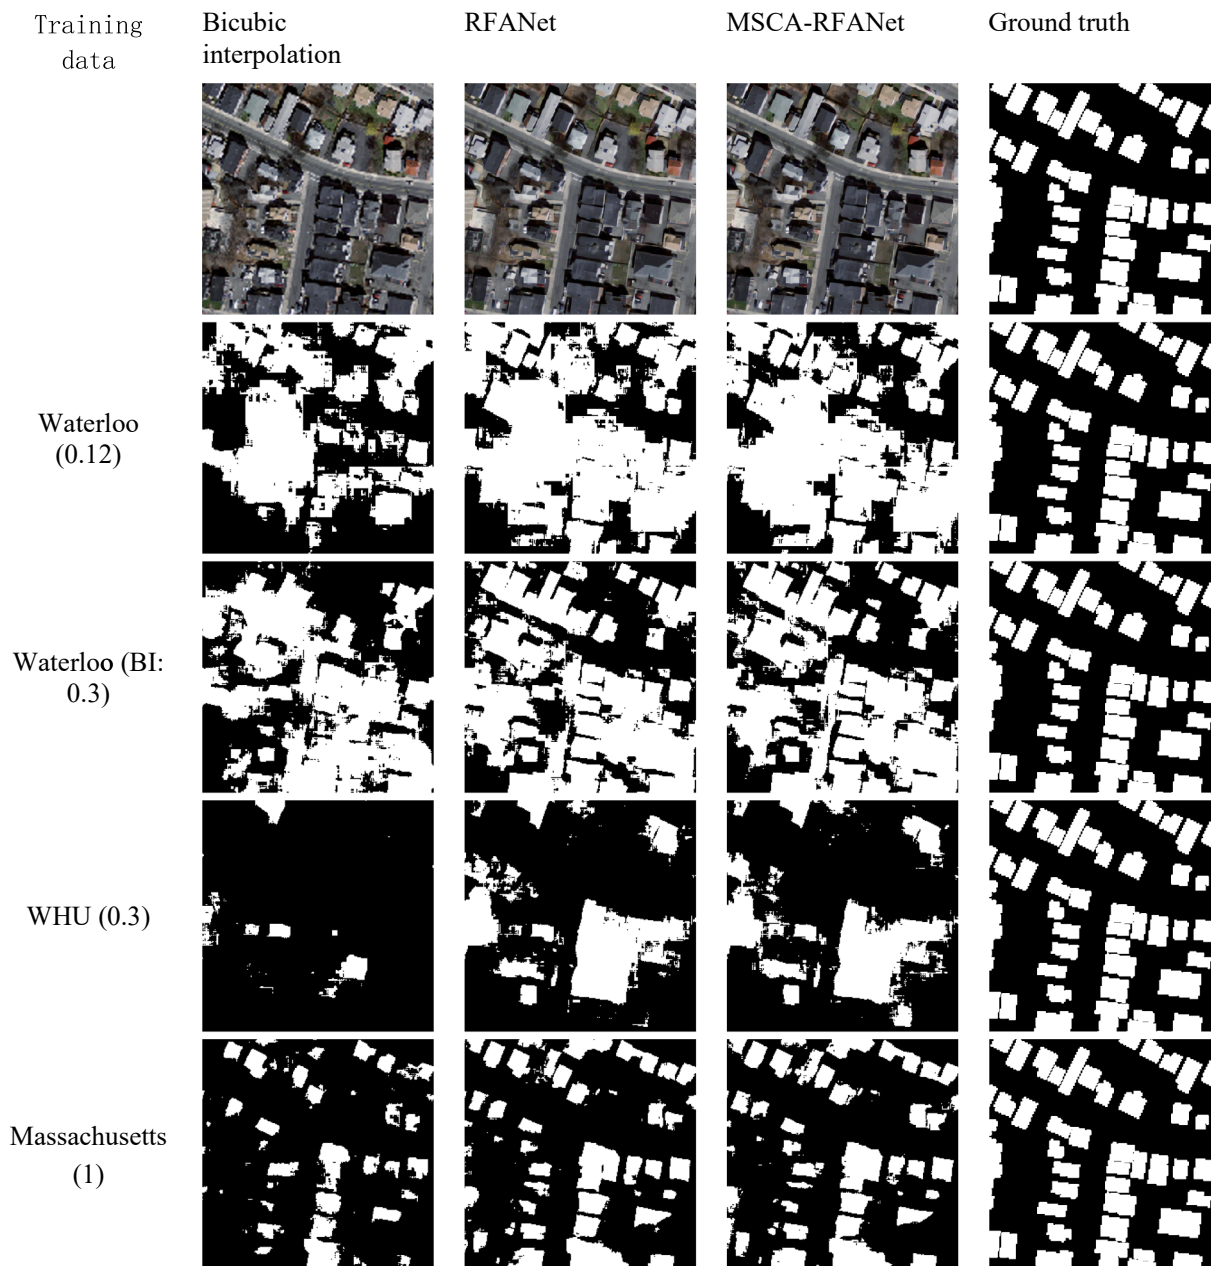 Training
data
Bicubic
interpolation
RFANet
MSCA-RFANet
Ground truth
Waterloo
(0.12)
Waterloo (BI:
0.3)
WHU (0.3)
Massachusetts
(1)